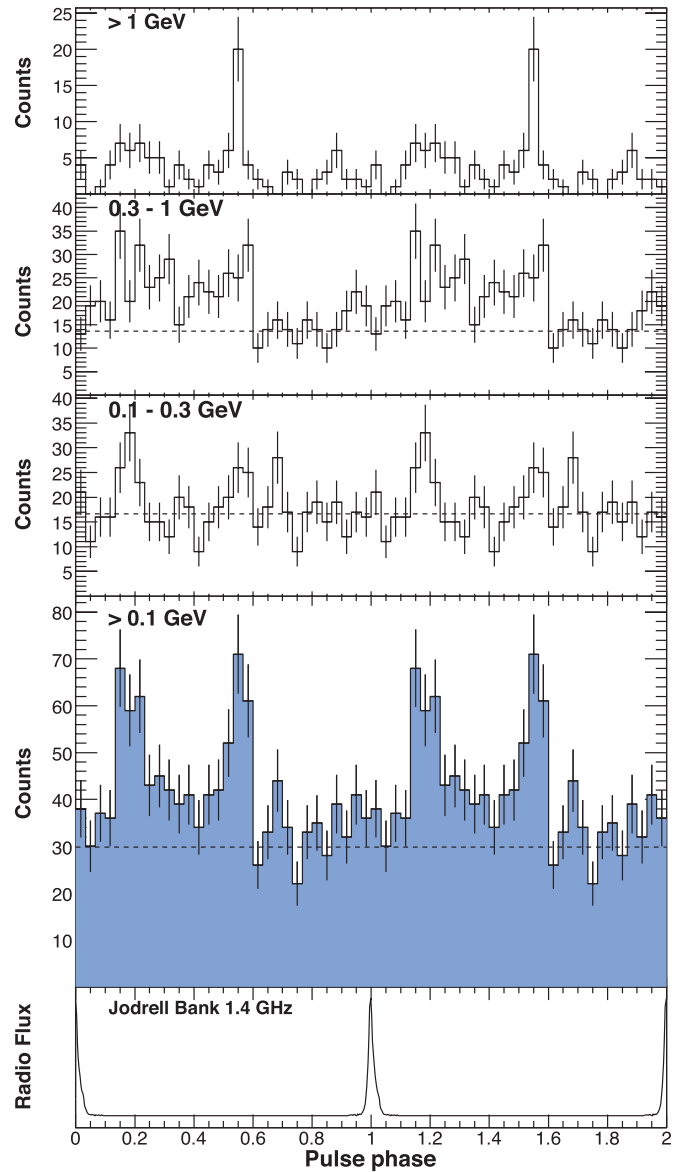 > 1 GeV
25
20
15
10
5
Counts
0.3 - 1 GeV
40
35
30
25
20
15
10
5
Counts
0.1 - 0.3 GeV
40
35
30
25
20
15
10
5
Counts
> 0.1 GeV
80
70
60
50
40
30
20
10
Counts
Jodrell Bank 1.4 GHz
Radio Flux
0 0.2 0.4 0.6 0.8 1 1.2 1.4 1.6 1.8 2
Pulse phase